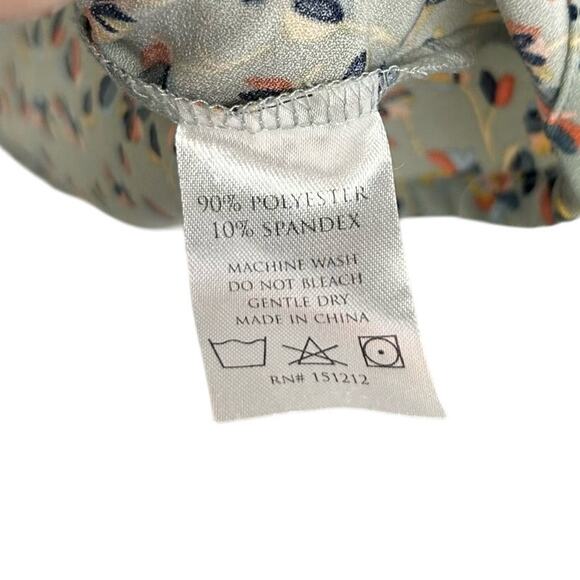 90% POLYESTER
10% SPANDEX
MACHINE WASH
DO NOT BLEACH
GENTLE DRY
MADE IN CHINA
RN# 151212